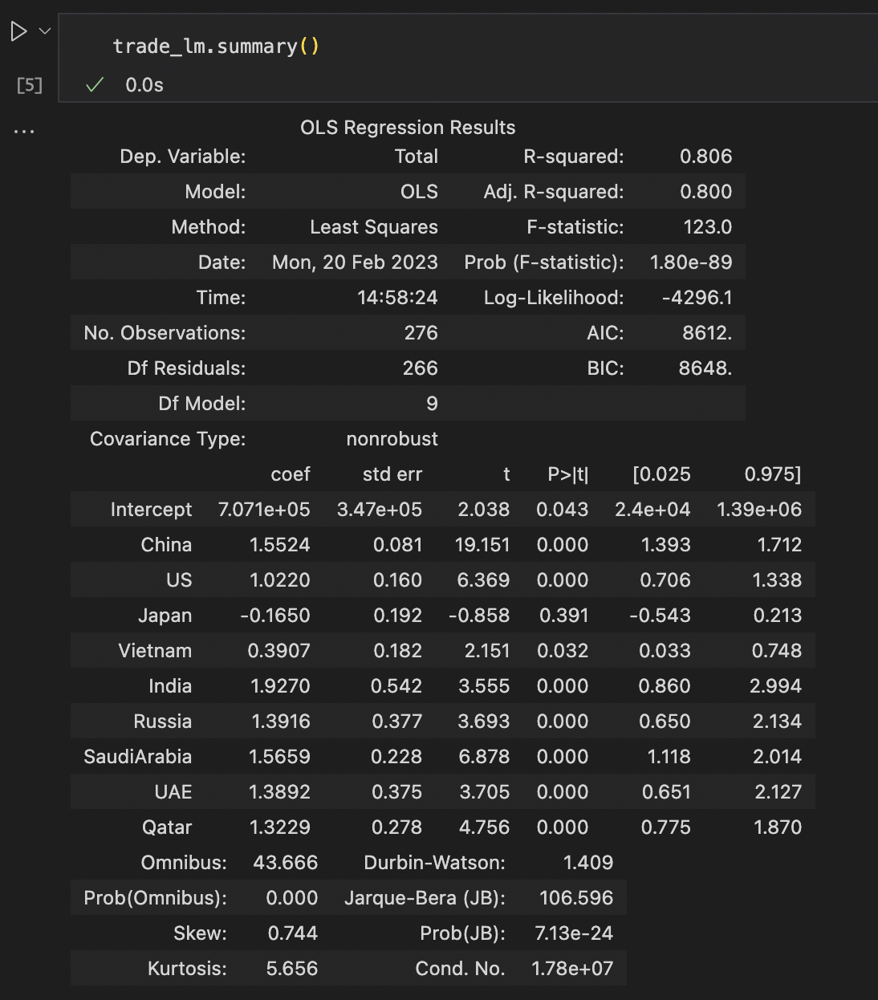 trade_lm.summary()
[5] 0.0s
...
OLS Regression Results
Dep. Variable: Total R-squared: 0.806
Model: OLS Adj. R-squared: 0.800
Method: Least Squares F-statistic: 123.0
Date: Mon, 20 Feb 2023 Prob (F-statistic): 1.80e-89
Time: 14:58:24 Log-Likelihood: -4296.1
No. Observations: 276 AIC: 8612.
Df Residuals: 266 BIC: 8648.
Df Model: 9
Covariance Type: nonrobust
coef std err t P>|t| [0.025 0.975]
Intercept 7.071e+05 3.47e+05 2.038 0.043 2.4e+04 1.39e+06
China 1.5524 0.081 19.151 0.000 1.393 1.712
US 1.0220 0.160 6.369 0.000 0.706 1.338
Japan -0.1650 0.192 -0.858 0.391 -0.543 0.213
Vietnam 0.3907 0.182 2.151 0.032 0.033 0.748
India 1.9270 0.542 3.555 0.000 0.860 2.994
Russia 1.3916 0.377 3.693 0.000 0.650 2.134
SaudiArabia 1.5659 0.228 6.878 0.000 1.118 2.014
UAE 1.3892 0.375 3.705 0.000 0.651 2.127
Qatar 1.3229 0.278 4.756 0.000 0.775 1.870
Omnibus: 43.666 Durbin-Watson: 1.409
Prob(Omnibus): 0.000 Jarque-Bera (JB): 106.596
Skew: 0.744 Prob(JB): 7.13e-24
Kurtosis: 5.656 Cond. No. 1.78e+07